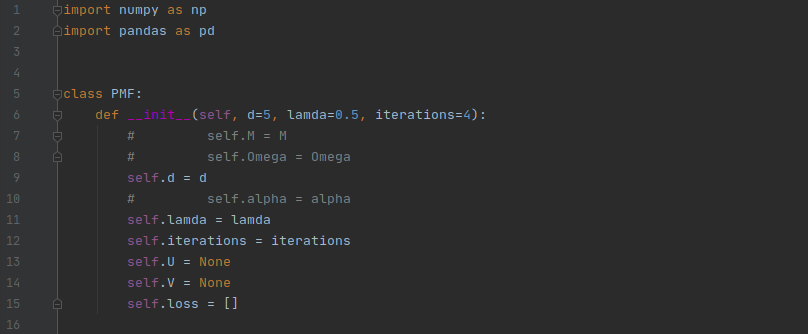 1 import numpy as np
2 import pandas as pd
3
4
5 class PMF:
6     def __init__(self, d=5, lamda=0.5, iterations=4):
7         #         self.M = M
8         #         self.Omega = Omega
9         self.d = d
10         #         self.alpha = alpha
11         self.lamda = lamda
12         self.iterations = iterations
13         self.U = None
14         self.V = None
15         self.loss = []
16